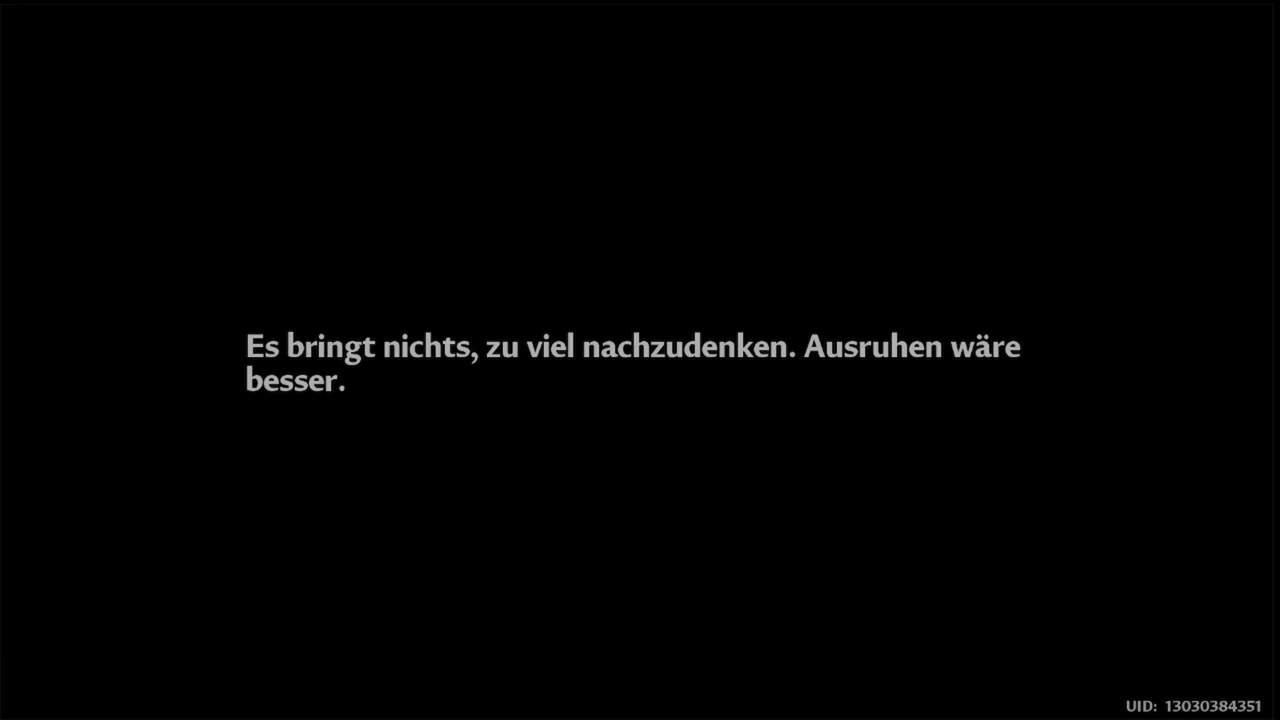 Es bringt nichts, zu viel nachzudenken. Ausruhen wäre
besser.
UID: 13030384351